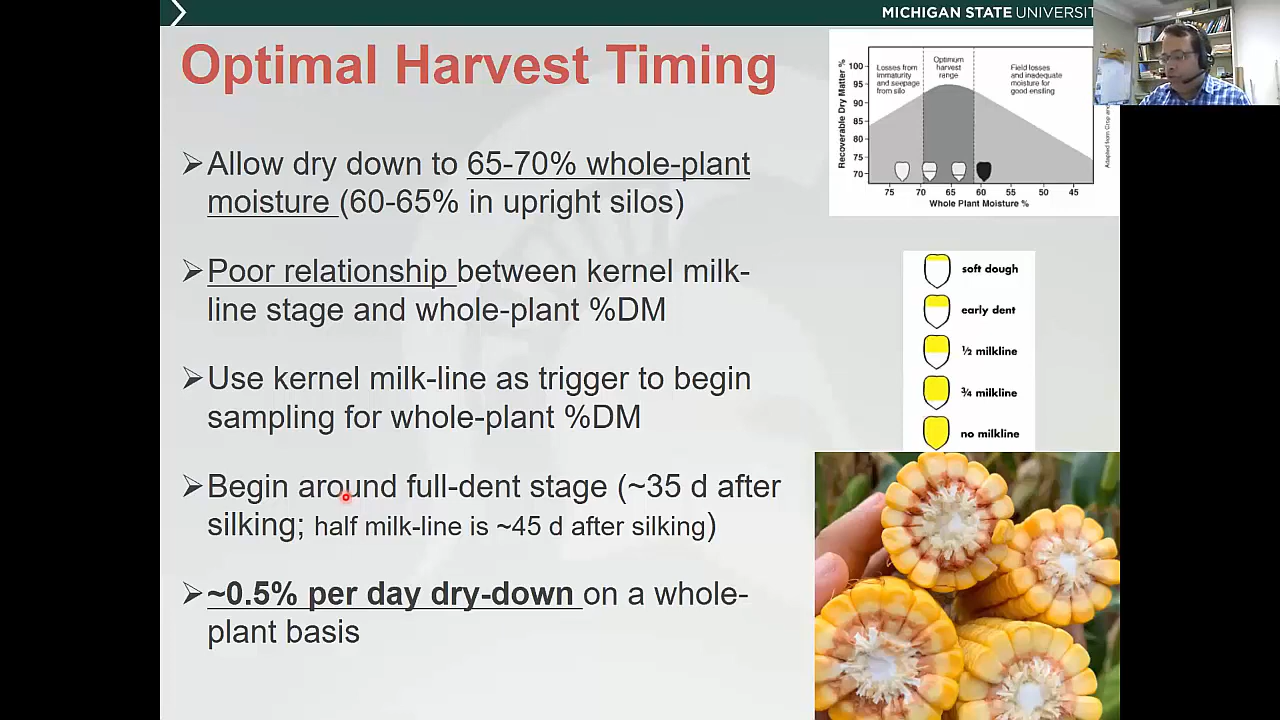 MICHIGAN STATE UNIVERSIT
Optimal Harvest Timing
Allow dry down to 65-70% whole-plant
moisture (60-65% in upright silos)
Poor relationship between kernel milk-
line stage and whole-plant %DM
Use kernel milk-line as trigger to begin
sampling for whole-plant %DM
Begin around full-dent stage (~35 d after
silking; half milk-line is ~45 d after silking)
~0.5% per day dry-down on a whole-
plant basis
Recoverable Dry Matter %
100
95
90
85
80
75
70
Losses from
immaturity
and seepage
from silo
Optimum
harvest
range
Field losses
and inadequate
moisture for
good ensiling
75 70 65 60 55 50 45
Whole Plant Moisture %
Adapted from Crop and
soft dough
early dent
½ milkline
¾ milkline
no milkline